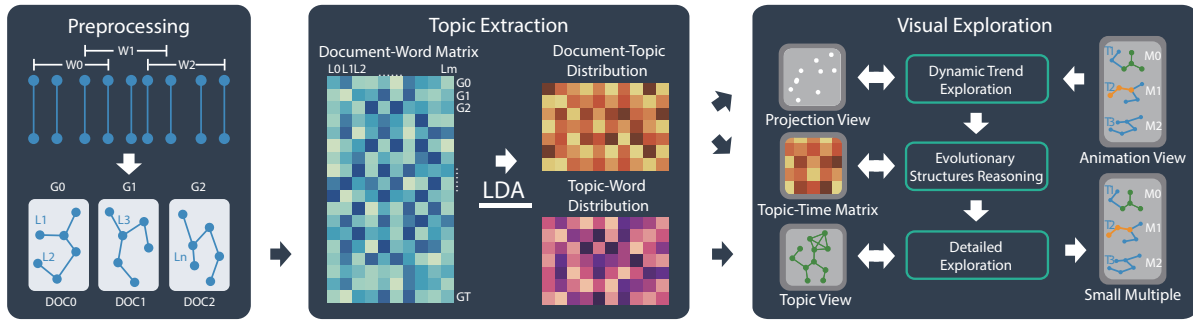 Preprocessing
W1
W0
W2
G0
G1
G2
L1
L2
L3
Ln
DOC0
DOC1
DOC2
Topic Extraction
Document-Word Matrix
L0L1L2
......
Lm
G0
G1
G2
GT
LDA
Document-Topic
Distribution
Topic-Word
Distribution
Visual Exploration
Projection View
Topic-Time Matrix
Topic View
Dynamic Trend
Exploration
Evolutionary
Structures Reasoning
Detailed
Exploration
T1
M0
T2
M1
T3
M2
Animation View
T1
M0
T2
M1
T3
M2
Small Multiple